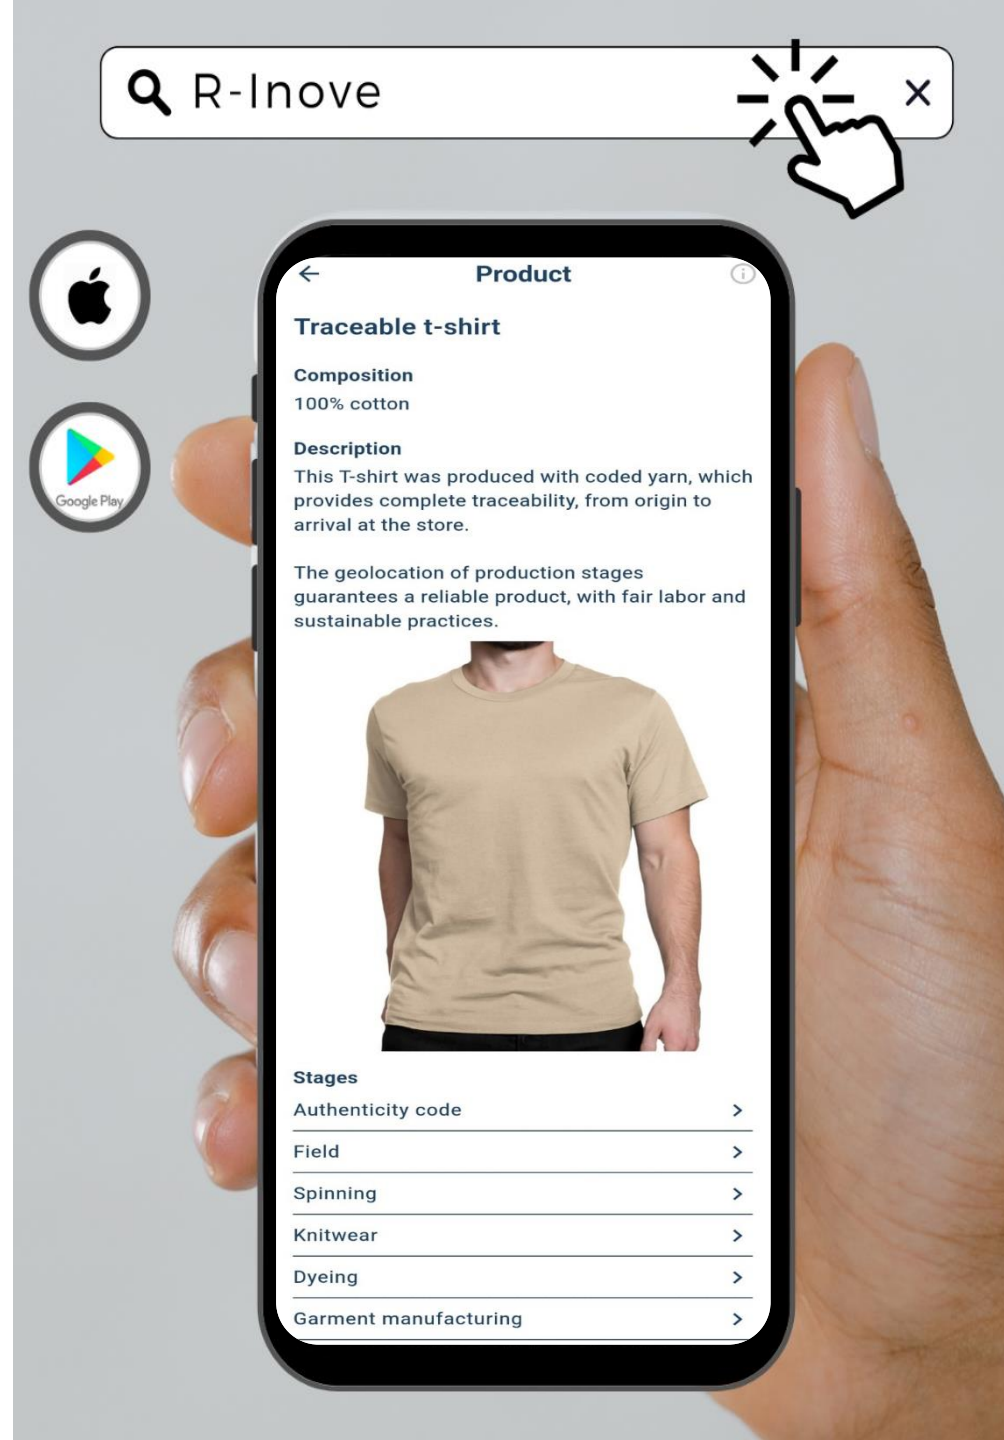 R-Inove
Product
Traceable t-shirt
Composition
100% cotton
Description
This T-shirt was produced with coded yarn, which
provides complete traceability, from origin to
arrival at the store.
The geolocation of production stages
guarantees a reliable product, with fair labor and
sustainable practices.
Google Play
Stages
Authenticity code
Field
Spinning
Knitwear
Dyeing
Garment manufacturing